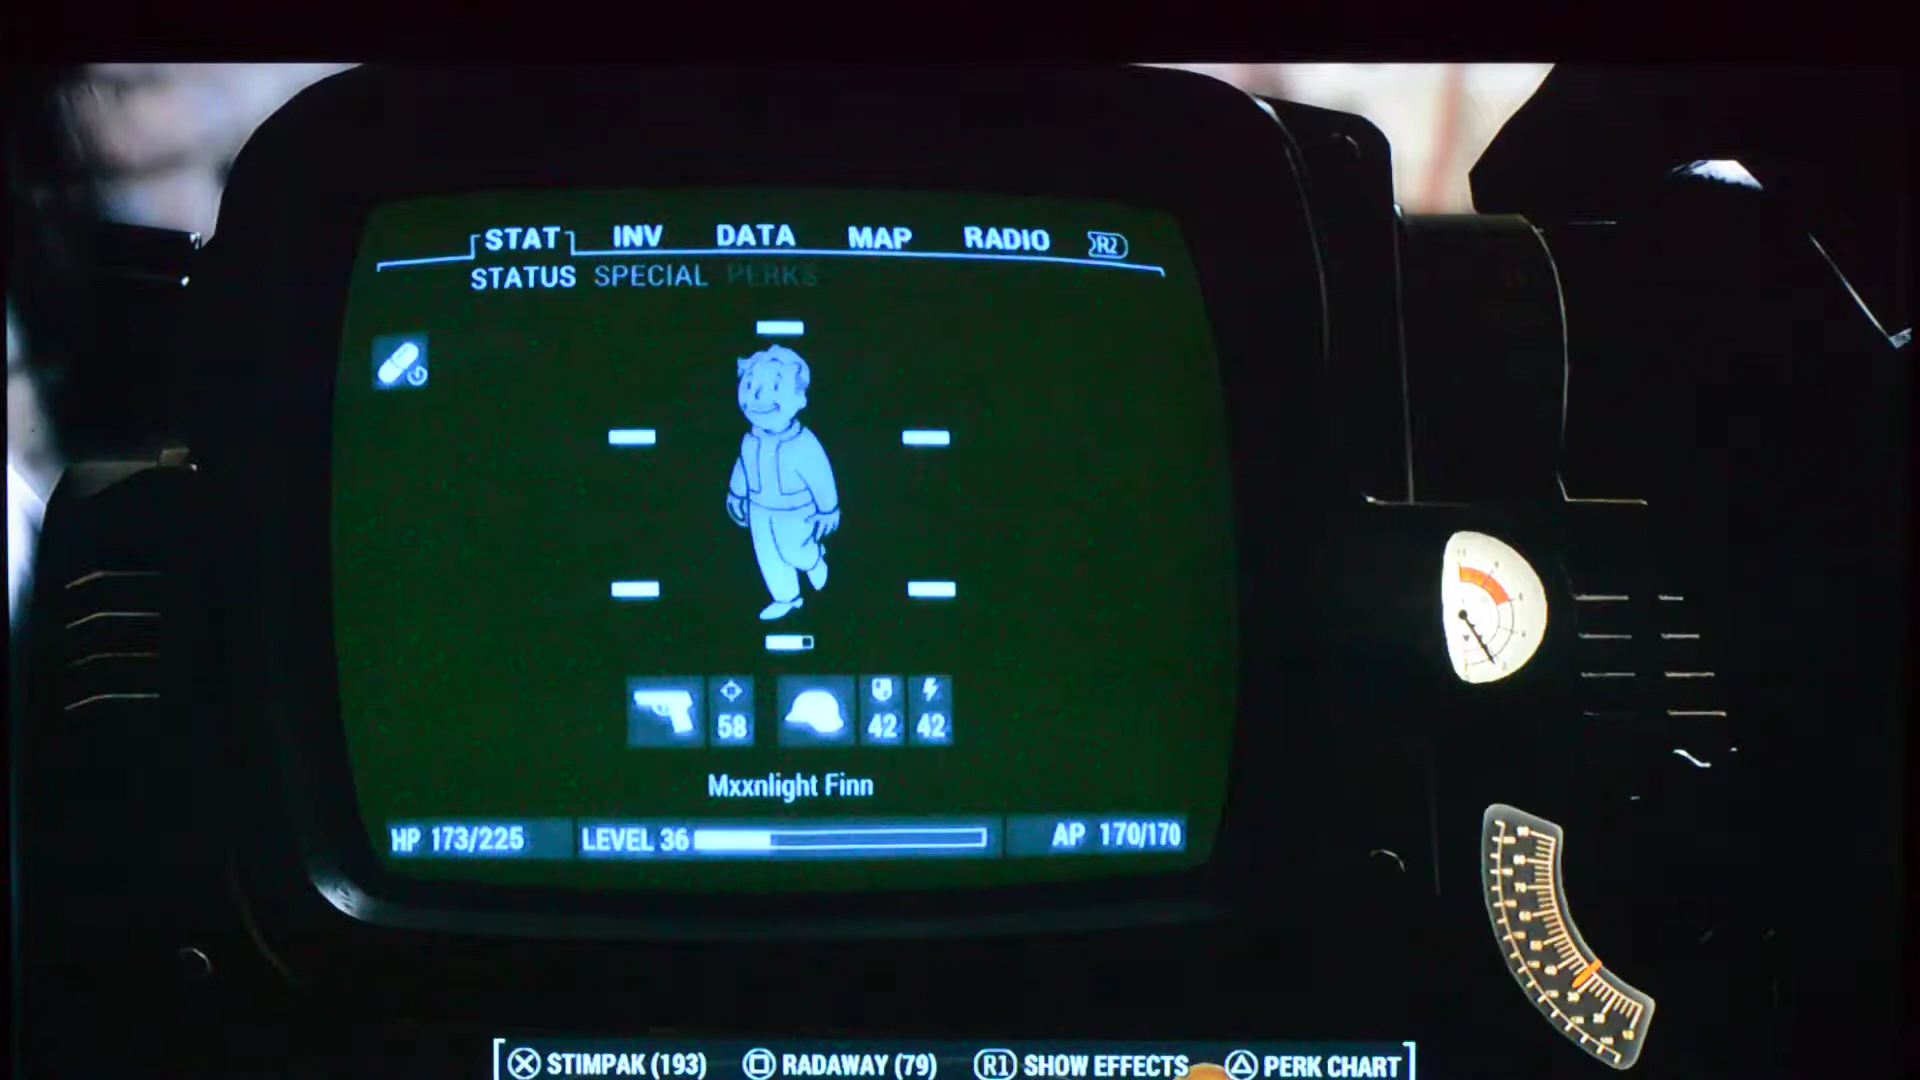 STAT INV DATA MAP RADIO R2
STATUS SPECIAL PERKS
58 42 42
Mxxnlight Finn
HP 173/225 LEVEL 36 AP 170/170
STIMPAK (193) RADAWAY (79) R1 SHOW EFFECTS PERK CHART